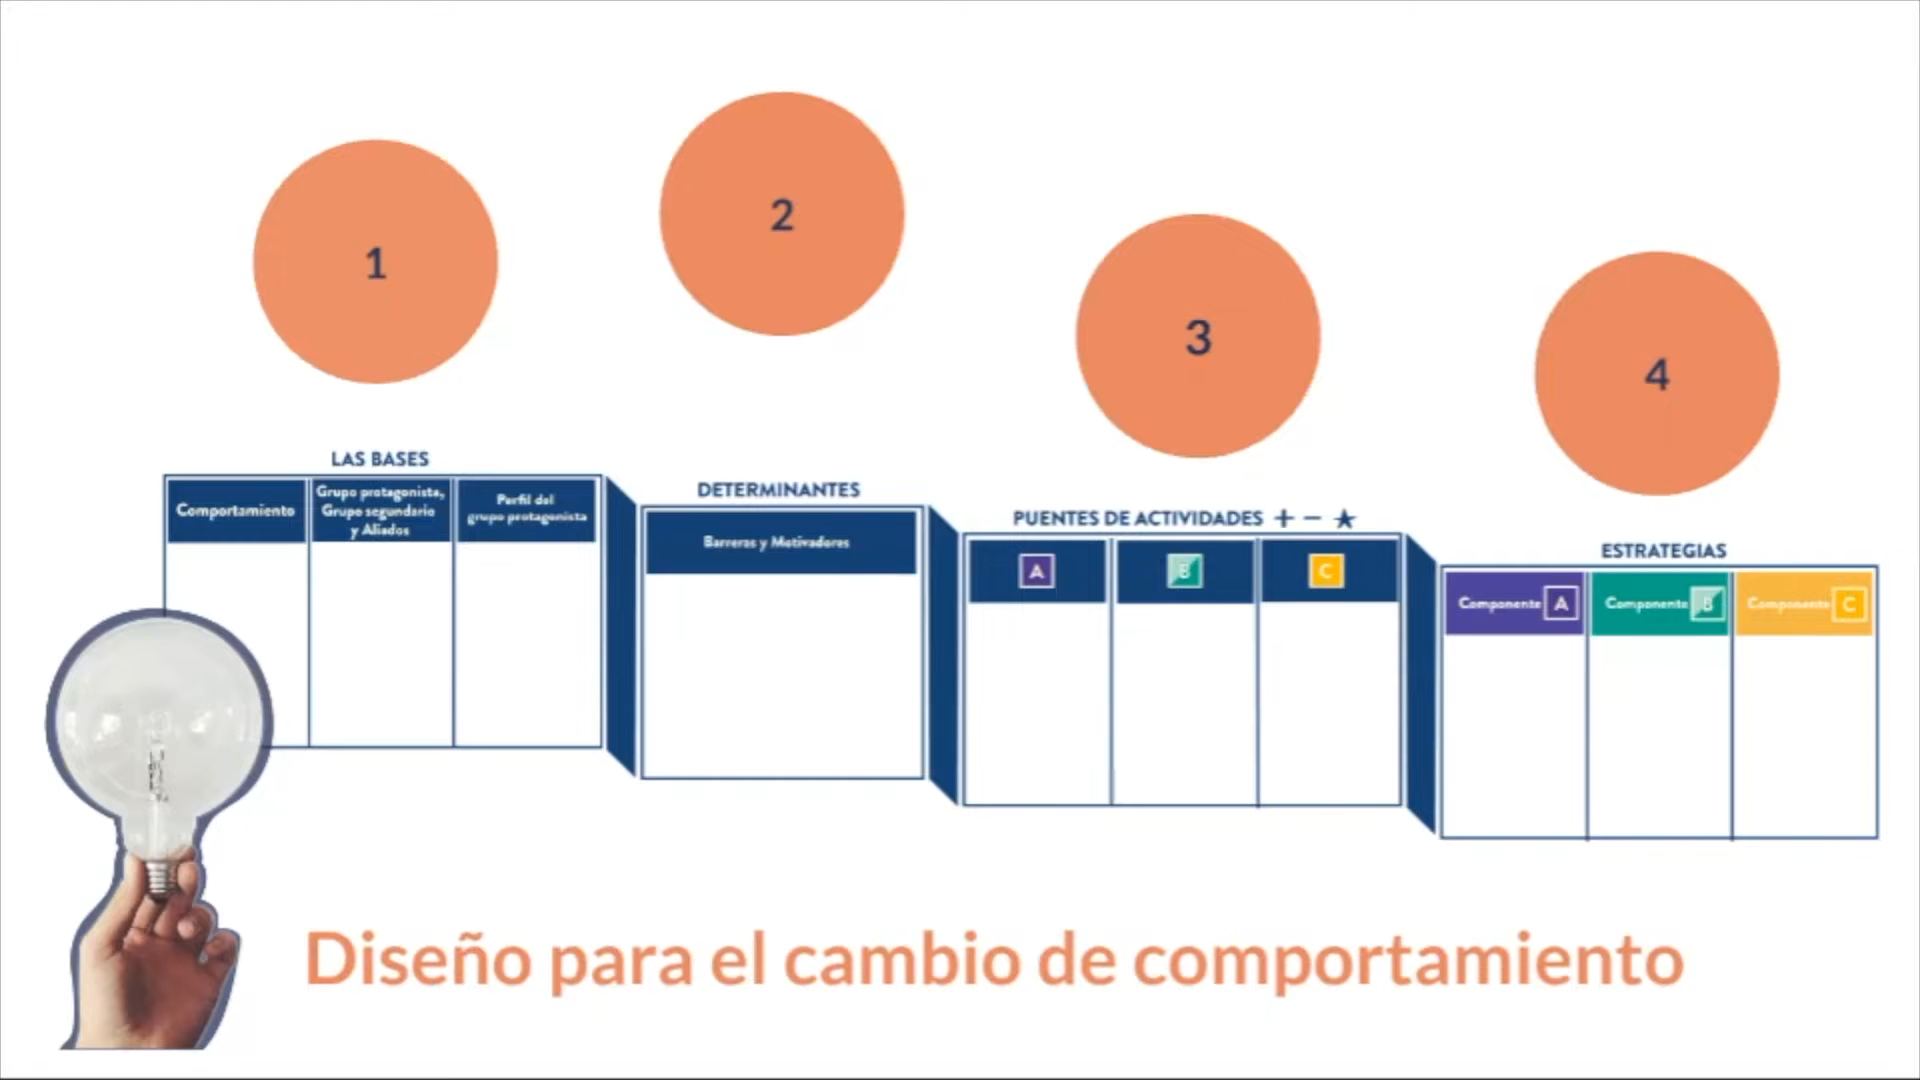 1
2
3
4
LAS BASES
Comportamiento
Grupo protagonista,
Grupo segundario
y Aliados
Perfil del
grupo protagonista
DETERMINANTES
Barreras y Motivadores
PUENTES DE ACTIVIDADES + − ★
A
B
C
ESTRATEGIAS
Componente A
Componente B
Componente C
Diseño para el cambio de comportamiento